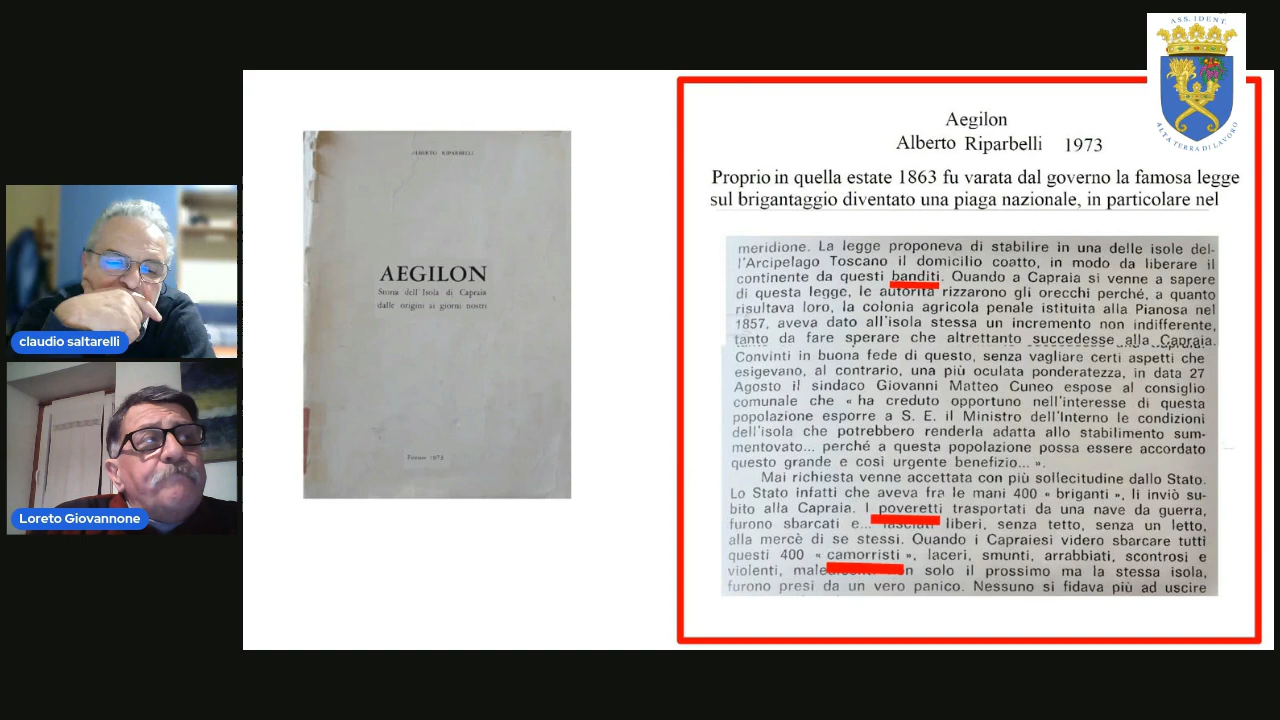 ASS. IDENT.
ALTA TERRA DI LAVORO
claudio saltarelli
Loreto Giovannone
ALBERTO RIPARBELLI
AEGILON
Storia dell'Isola di Capraia
dalle origini ai giorni nostri
Firenze 1973
Aegilon
Alberto Riparbelli 1973
Proprio in quella estate 1863 fu varata dal governo la famosa legge
sul brigantaggio diventato una piaga nazionale, in particolare nel
meridione. La legge proponeva di stabilire in una delle isole del-
l'Arcipelago Toscano il domicilio coatto, in modo da liberare il
continente da questi banditi. Quando a Capraia si venne a sapere
di questa legge, le autorità rizzarono gli orecchi perché, a quanto
risultava loro, la colonia agricola penale istituita alla Pianosa nel
1857, aveva dato all'isola stessa un incremento non indifferente,
tanto da fare sperare che altrettanto succedesse alla Capraia.
Convinti in buona fede di questo, senza vagliare certi aspetti che
esigevano, al contrario, una più oculata ponderatezza, in data 27
Agosto il sindaco Giovanni Matteo Cuneo espose al consiglio
comunale che « ha creduto opportuno nell'interesse di questa
popolazione esporre a S. E. il Ministro dell'Interno le condizioni
dell'isola che potrebbero renderla adatta allo stabilimento sum-
mentovato... perché a questa popolazione possa essere accordato
questo grande e così urgente benefizio... ».
Mai richiesta venne accettata con più sollecitudine dallo Stato.
Lo Stato infatti che aveva fra le mani 400 « briganti », li inviò su-
bito alla Capraia. I poveretti trasportati da una nave da guerra,
furono sbarcati e... lasciati liberi, senza tetto, senza un letto,
alla mercè di se stessi. Quando i Capraiesi videro sbarcare tutti
questi 400 « camorristi », laceri, smunti, arrabbiati, scontrosi e
violenti, solo il prossimo ma la stessa isola,
furono presi da un vero panico. Nessuno si fidava più ad uscire